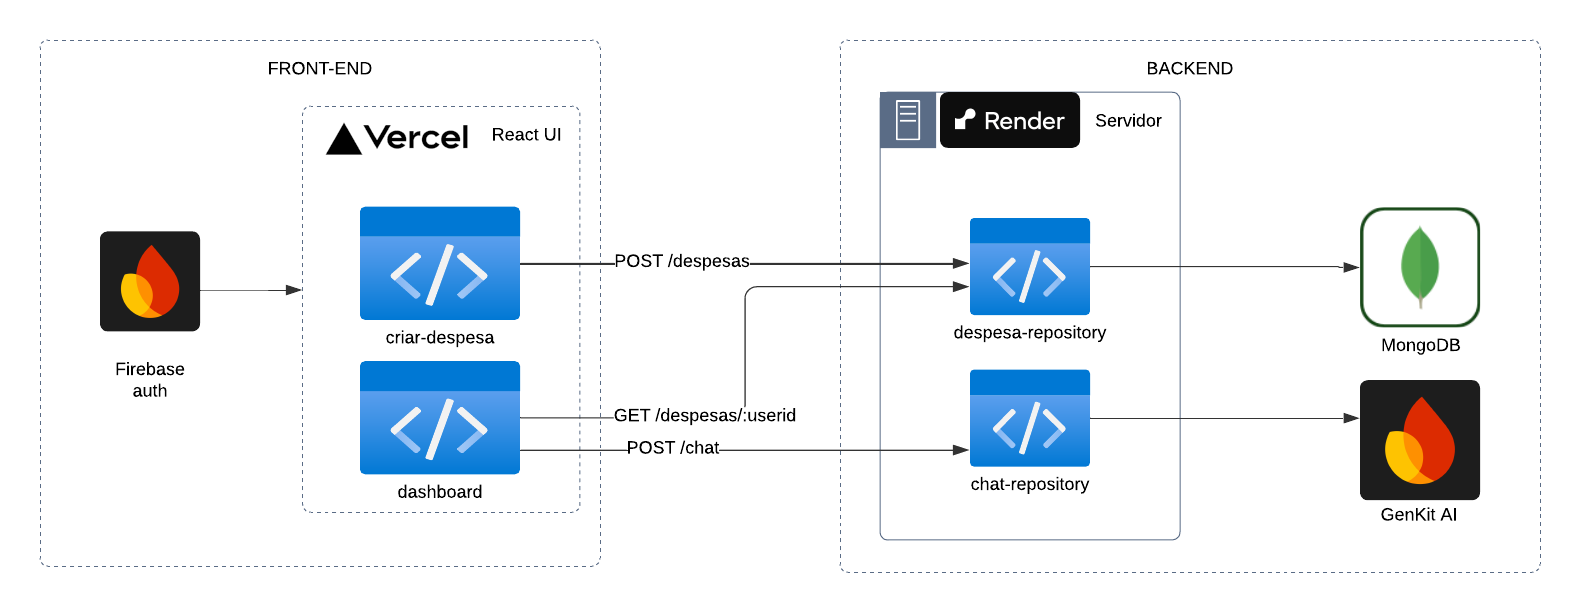 FRONT-END
Vercel
React UI
criar-despesa
dashboard
Firebase
auth
POST /despesas
GET /despesas/:userid
POST /chat
BACKEND
Render
Servidor
despesa-repository
chat-repository
MongoDB
GenKit AI